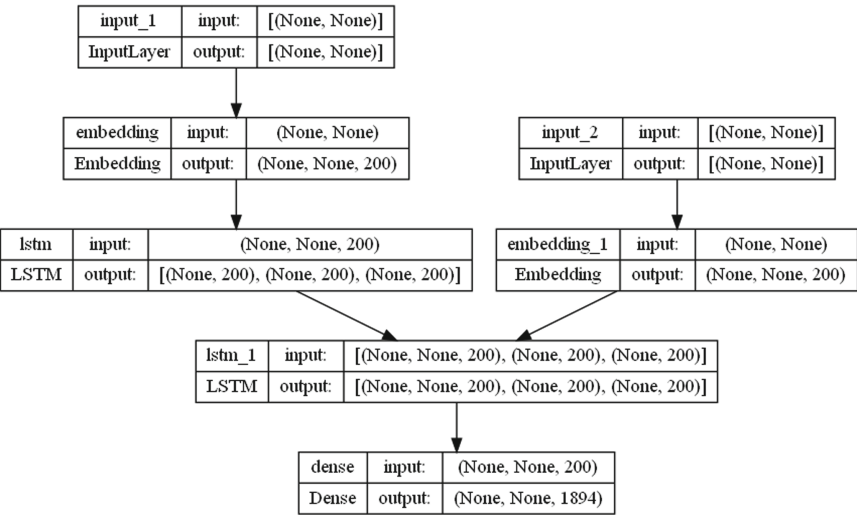 input_1 input: [(None, None)]
InputLayer output: [(None, None)]
embedding input: (None, None)
Embedding output: (None, None, 200)
input_2 input: [(None, None)]
InputLayer output: [(None, None)]
lstm input: (None, None, 200)
LSTM output: [(None, 200), (None, 200), (None, 200)]
embedding_1 input: (None, None)
Embedding output: (None, None, 200)
lstm_1 input: [(None, None, 200), (None, 200), (None, 200)]
LSTM output: [(None, None, 200), (None, 200), (None, 200)]
dense input: (None, None, 200)
Dense output: (None, None, 1894)